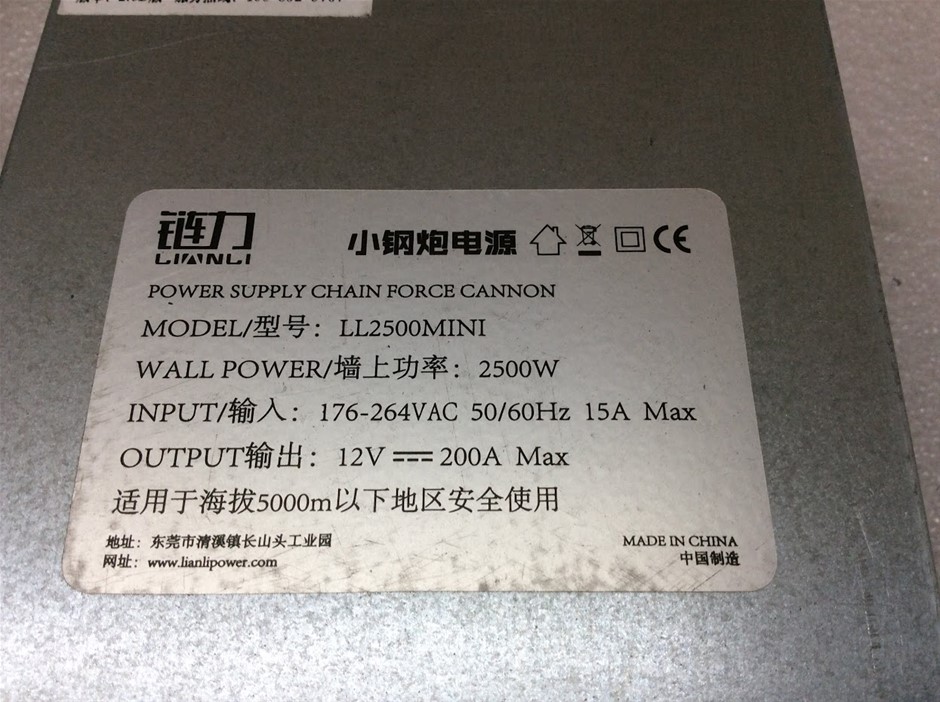 链力
LIANLI
小钢炮电源 CE
POWER SUPPLY CHAIN FORCE CANNON
MODEL/型号：LL2500MINI
WALL POWER/墙上功率：2500W
INPUT/输入：176-264VAC 50/60Hz 15A Max
OUTPUT输出：12V 200A Max
适用于海拔5000m以下地区安全使用
地址：东莞市清溪镇长山头工业园
网址：www.lianlipower.com
MADE IN CHINA
中国制造